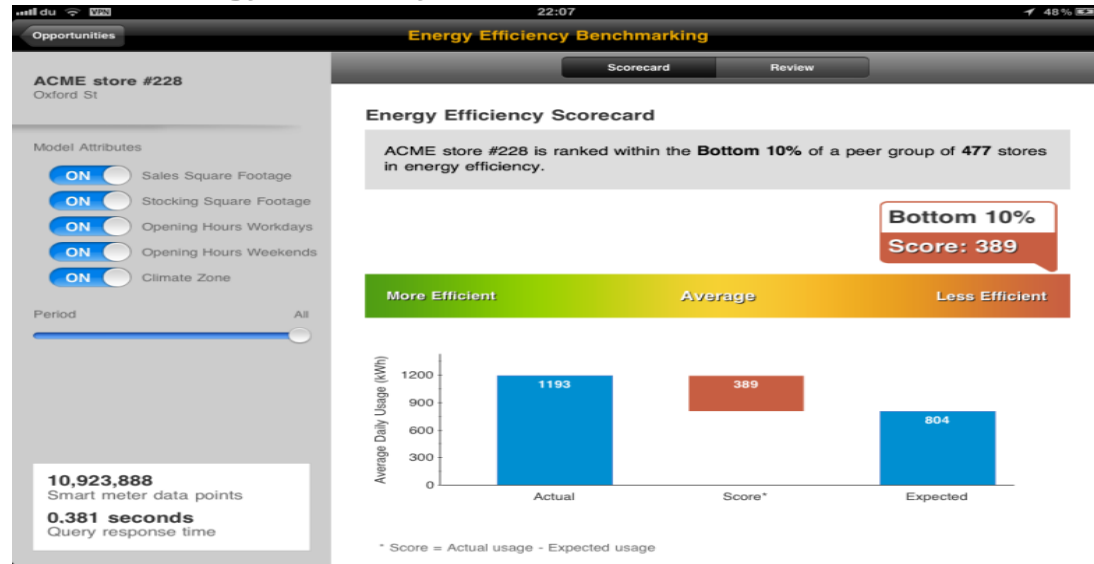 du VPN 22:07 48%
Opportunities Energy Efficiency Benchmarking
Scorecard Review
ACME store #228
Oxford St
Model Attributes
ON Sales Square Footage
ON Stocking Square Footage
ON Opening Hours Workdays
ON Opening Hours Weekends
ON Climate Zone
Period All
10,923,888
Smart meter data points
0.381 seconds
Query response time
Energy Efficiency Scorecard
ACME store #228 is ranked within the Bottom 10% of a peer group of 477 stores
in energy efficiency.
Bottom 10%
Score: 389
More Efficient Average Less Efficient
Average Daily Usage (kWh)
1200
900
600
300
0
1193 389 804
Actual Score* Expected
* Score = Actual usage - Expected usage